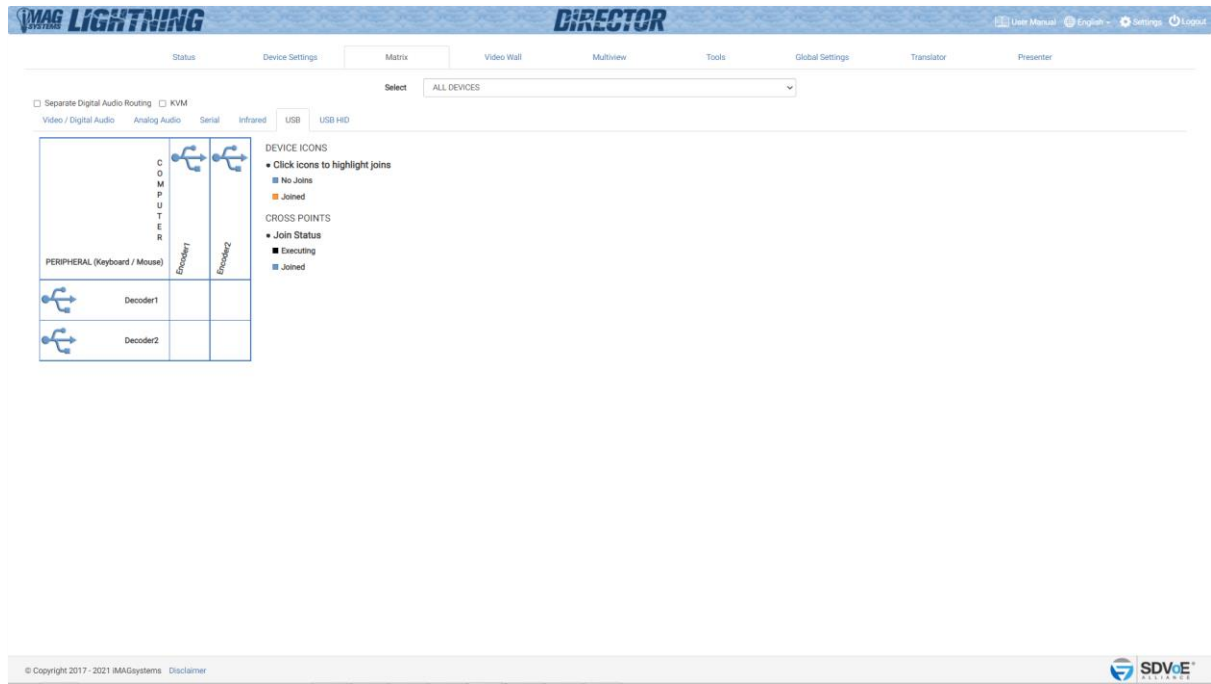 iMAG SYSTEMS LIGHTNING DIRECTOR User Manual English Settings Logout
Status Device Settings Matrix Video Wall Multiview Tools Global Settings Translator Presenter
Select ALL DEVICES
Separate Digital Audio Routing KVM
Video / Digital Audio Analog Audio Serial Infrared USB USB HID
COMPUTER
PERIPHERAL (Keyboard / Mouse)
Encoder1
Encoder2
Decoder1
Decoder2
DEVICE ICONS
• Click icons to highlight joins
No Joins
Joined
CROSS POINTS
• Join Status
Executing
Joined
© Copyright 2017 - 2021 iMAGsystems Disclaimer
SDVoE
ALLIANCE